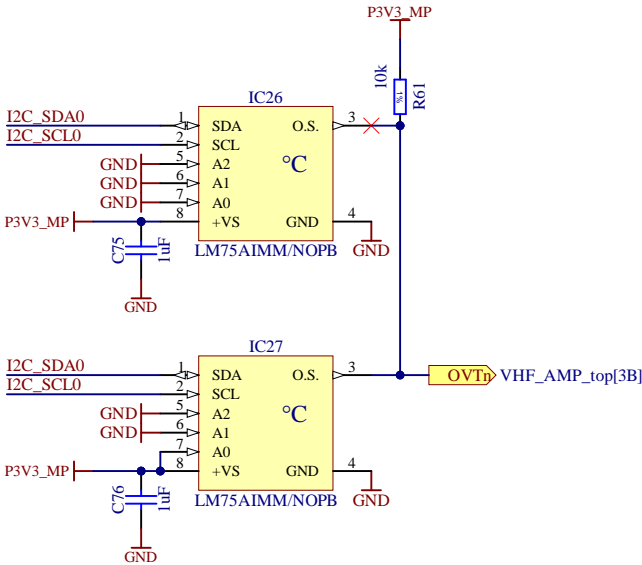 P3V3_MP
10k
1%
R61
IC26
I2C_SDA0 1 SDA O.S. 3
I2C_SCL0 2 SCL
GND 5 A2 °C
GND 6 A1
GND 7 A0
P3V3_MP 8 +VS GND 4
C75 1uF LM75AIMM/NOPB GND
GND
IC27
I2C_SDA0 1 SDA O.S. 3 OVTn VHF_AMP_top[3B]
I2C_SCL0 2 SCL
GND 5 A2 °C
GND 6 A1
7 A0
P3V3_MP 8 +VS GND 4
C76 1uF LM75AIMM/NOPB GND
GND